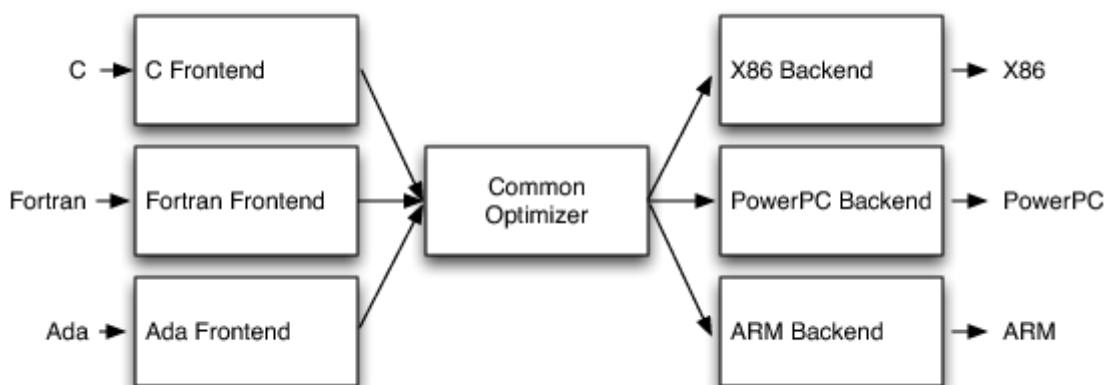 C
C Frontend
X86 Backend
X86
Fortran
Fortran Frontend
Common
Optimizer
PowerPC Backend
PowerPC
Ada
Ada Frontend
ARM Backend
ARM